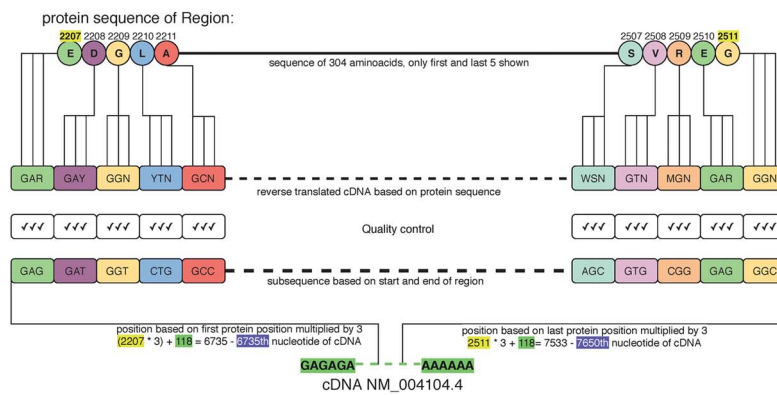 protein sequence of Region:
2207 2208 2209 2210 2211 2507 2508 2509 2510 2511
E D G L A S V R E G
sequence of 304 aminoacids, only first and last 5 shown
GAR GAY GGN YTN GCN WSN GTN MGN GAR GGN
reverse translated cDNA based on protein sequence
✓✓✓ ✓✓✓ ✓✓✓ ✓✓✓ ✓✓✓ Quality control ✓✓✓ ✓✓✓ ✓✓✓ ✓✓✓ ✓✓✓
GAG GAT GGT CTG GCC AGC GTG CGG GAG GGC
subsequence based on start and end of region
position based on first protein position multiplied by 3
(2207 * 3) + 118 = 6735 - 6735th nucleotide of cDNA
position based on last protein position multiplied by 3
2511 * 3 + 118= 7533 - 7650th nucleotide of cDNA
GAGAGA AAAAAA
cDNA NM_004104.4